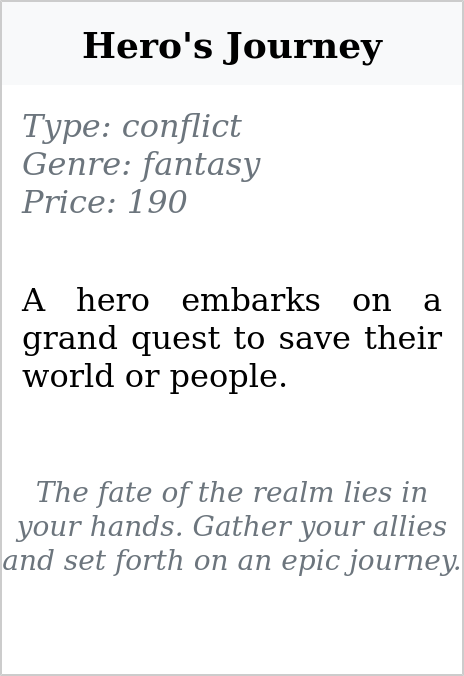 Hero's Journey
Type: conflict
Genre: fantasy
Price: 190
A hero embarks on a
grand quest to save their
world or people.
The fate of the realm lies in
your hands. Gather your allies
and set forth on an epic journey.